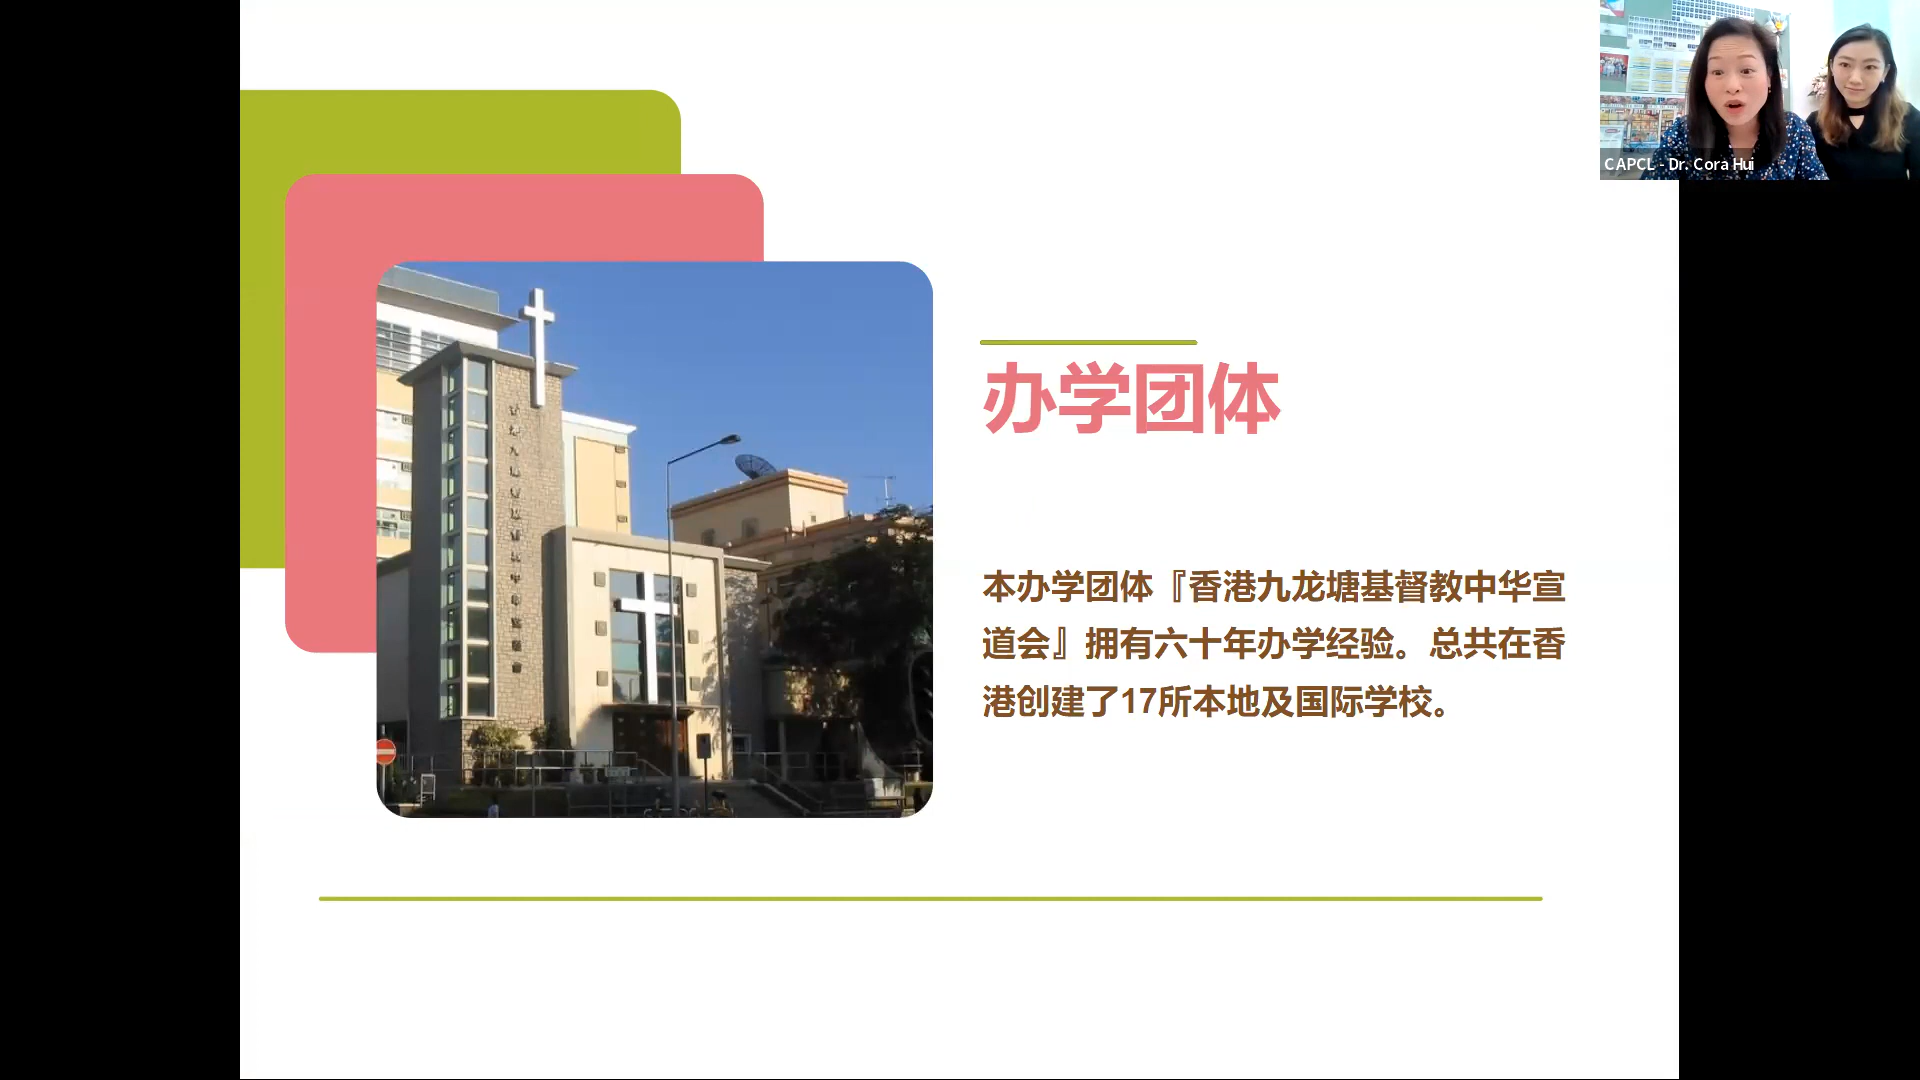 CAPCL - Dr. Cora Hui
办学团体
本办学团体『香港九龙塘基督教中华宣
道会』拥有六十年办学经验。总共在香
港创建了17所本地及国际学校。